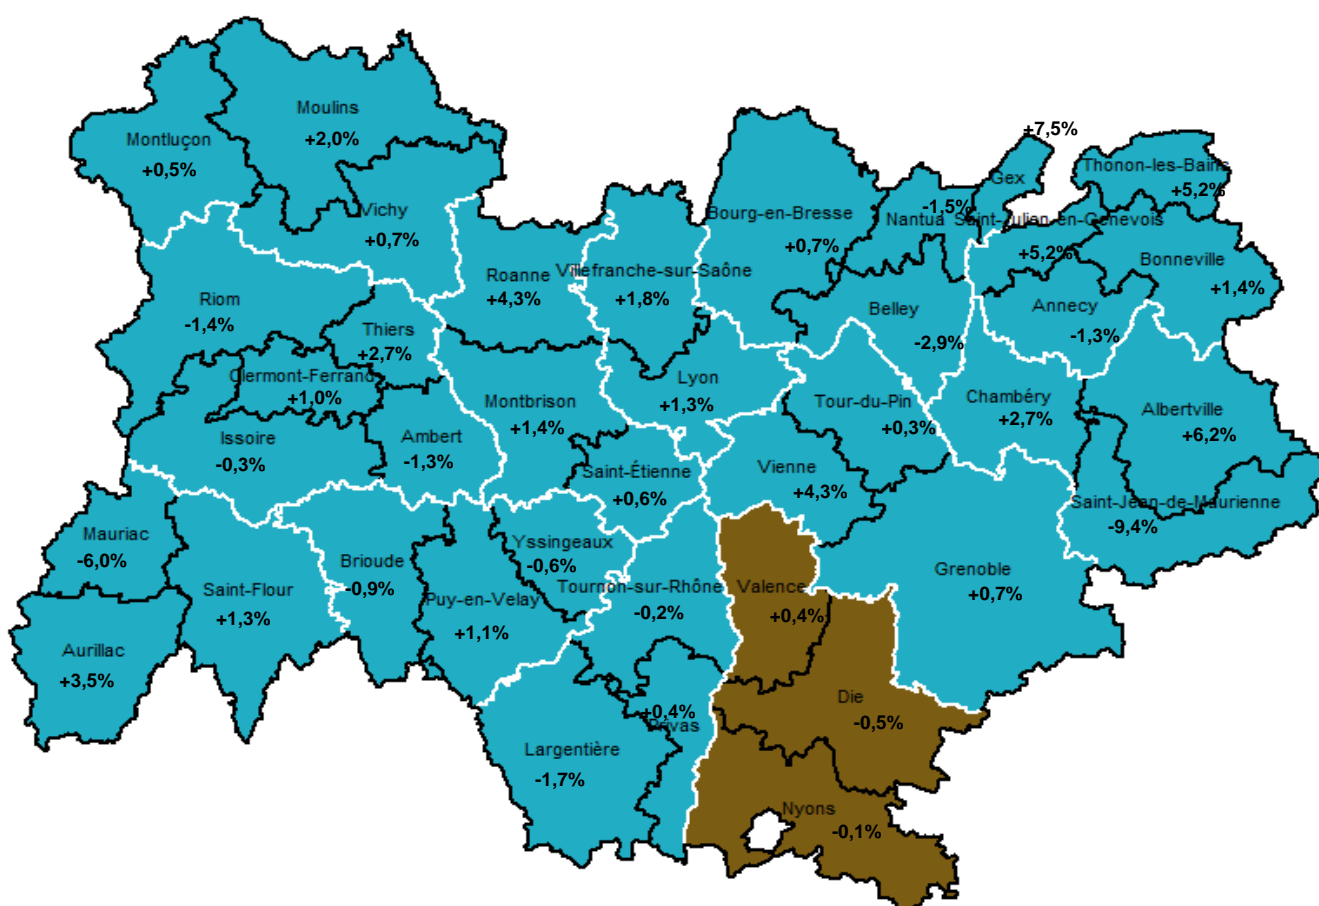 Moulins
+2,0%
Montluçon
+0,5%
Vichy
+0,7%
Roanne
+4,3%
Villefranche-sur-Saône
+1,8%
Bourg-en-Bresse
+0,7%
Nantua
-1,5%
Gex
+7,5%
Thonon-les-Bains
+5,2%
Saint-Julien-en-Genevois
+5,2%
Bonneville
+1,4%
Annecy
-1,3%
Belley
-2,9%
Riom
-1,4%
Thiers
+2,7%
Clermont-Ferrand
+1,0%
Issoire
-0,3%
Ambert
-1,3%
Montbrison
+1,4%
Lyon
+1,3%
Tour-du-Pin
+0,3%
Chambéry
+2,7%
Albertville
+6,2%
Saint-Étienne
+0,6%
Vienne
+4,3%
Saint-Jean-de-Maurienne
-9,4%
Mauriac
-6,0%
Saint-Flour
+1,3%
Brioude
-0,9%
Yssingeaux
-0,6%
Puy-en-Velay
+1,1%
Tournon-sur-Rhône
-0,2%
Valence
+0,4%
Grenoble
+0,7%
Aurillac
+3,5%
Largentière
-1,7%
Privas
+0,4%
Die
-0,5%
Nyons
-0,1%